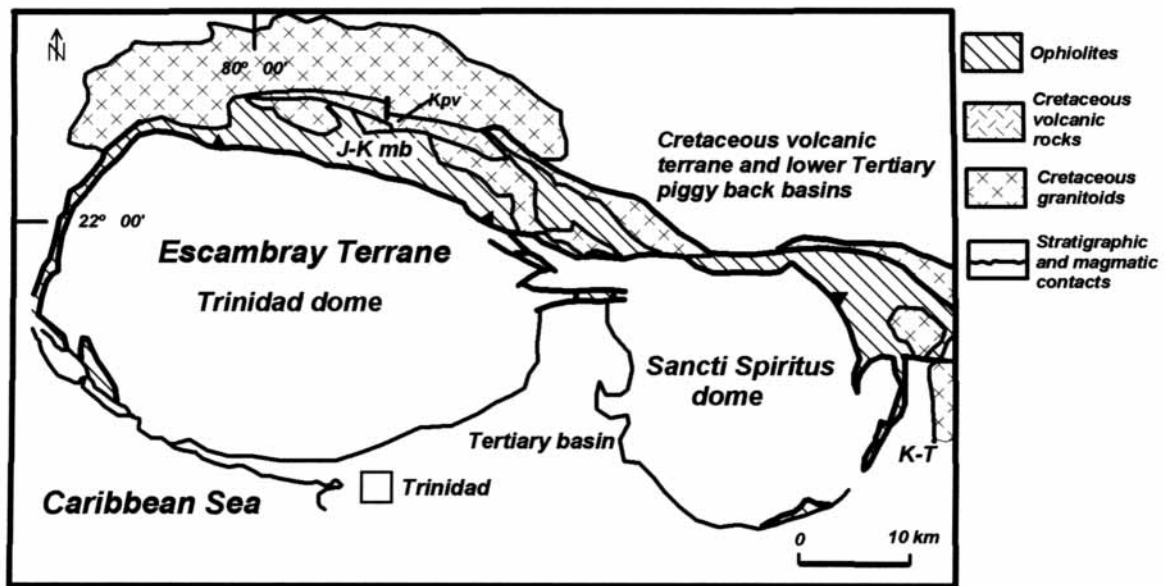 N
80º 00'
Kpv
J-K mb
Cretaceous volcanic
terrane and lower Tertiary
piggy back basins
22º 00'
Escambray Terrane
Trinidad dome
Sancti Spiritus
dome
Tertiary basin
K-T
Trinidad
Caribbean Sea
0 10 km
Ophiolites
Cretaceous
volcanic
rocks
Cretaceous
granitoids
Stratigraphic
and magmatic
contacts